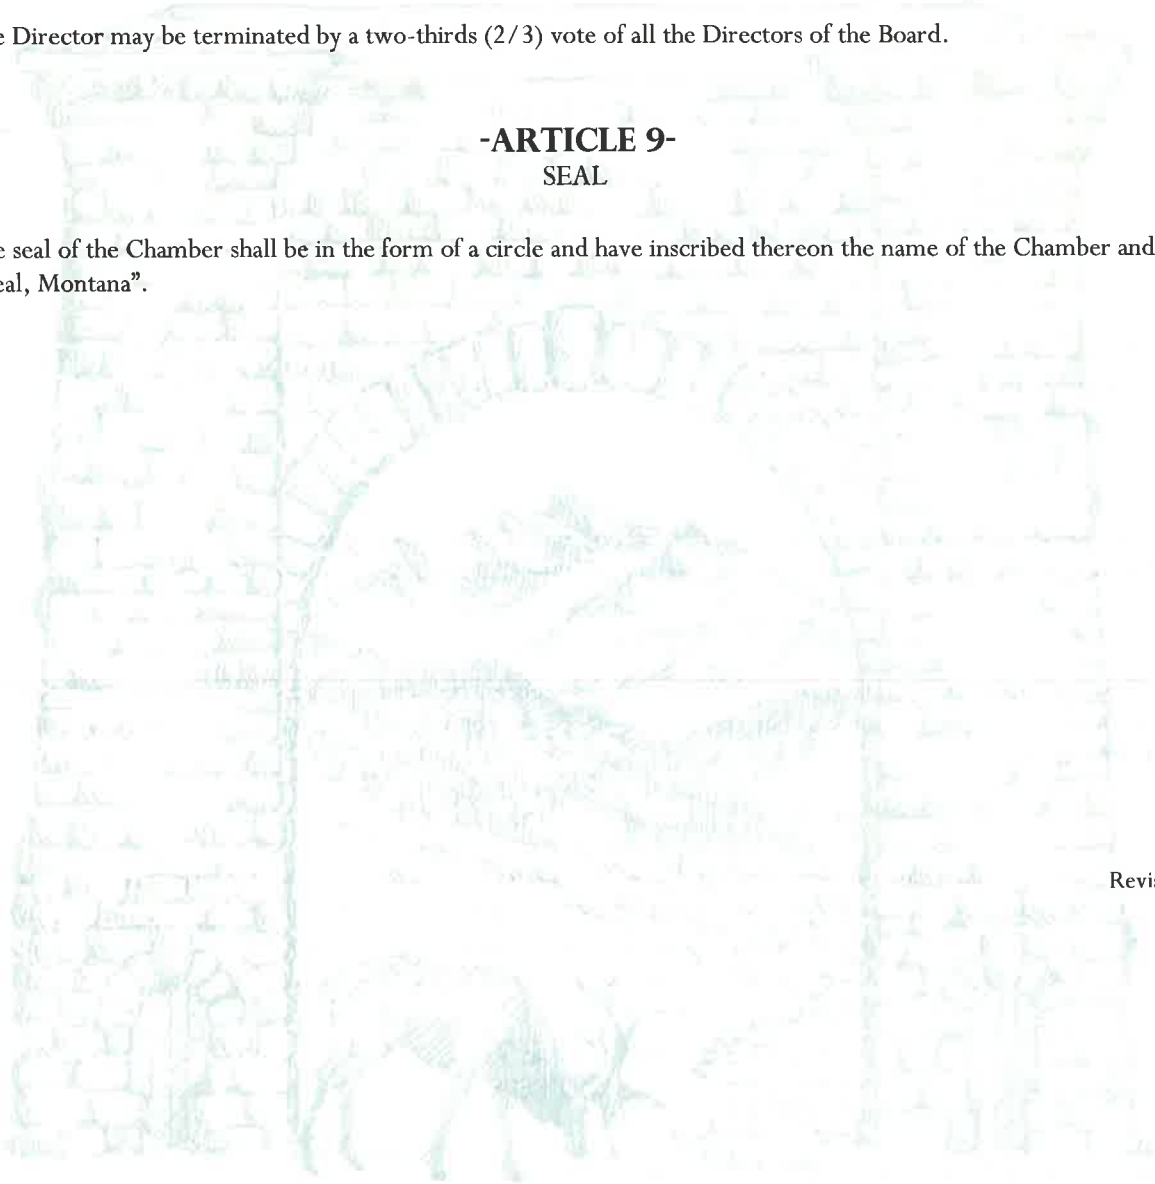 e Director may be terminated by a two-thirds (2/3) vote of all the Directors of the Board.
-ARTICLE 9-
SEAL
e seal of the Chamber shall be in the form of a circle and have inscribed thereon the name of the Chamber and
eal, Montana”.
Revis